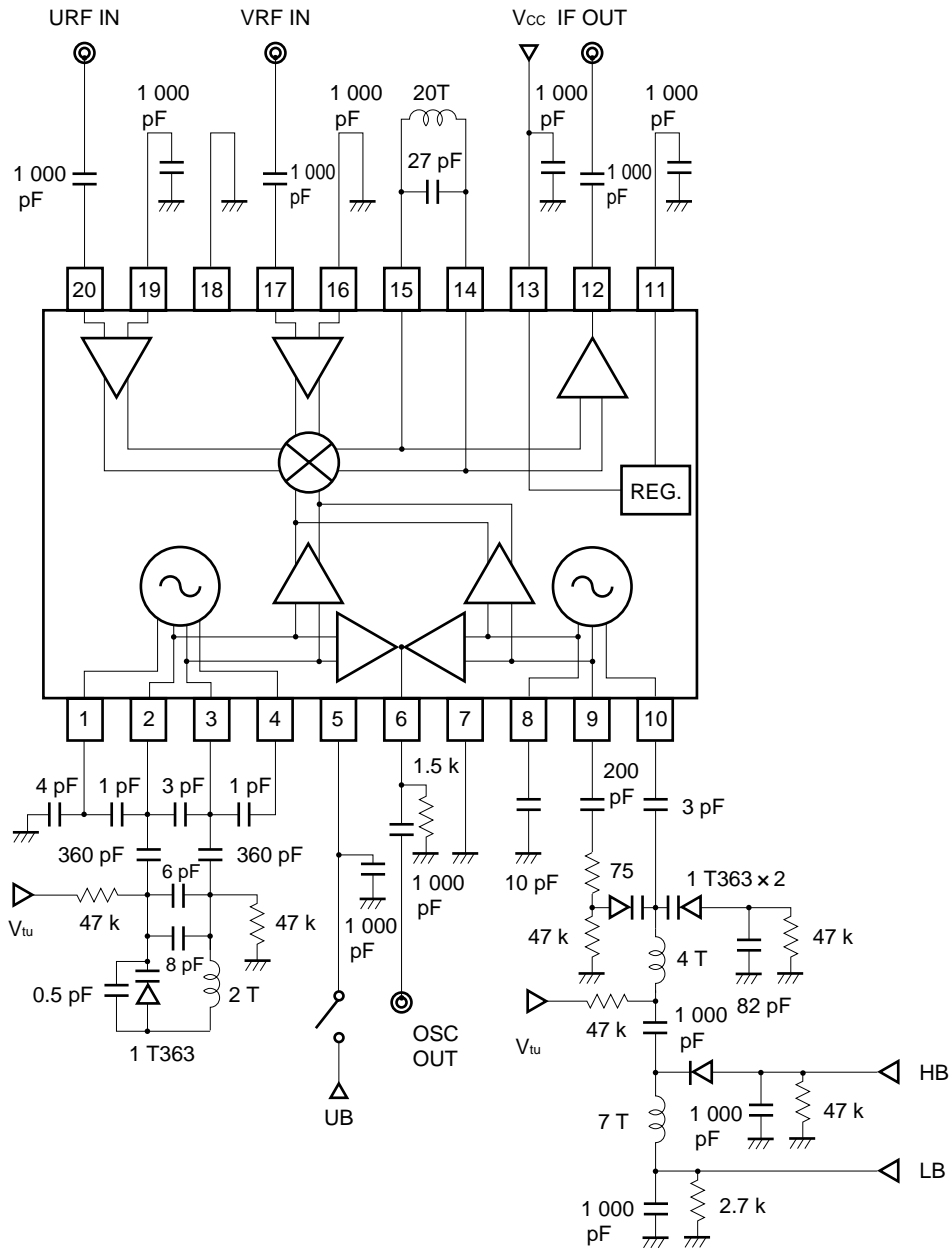 URF IN
VRF IN
VCC
IF OUT
1 000
pF
1 000
pF
20T
1 000
pF
1 000
pF
1 000
pF
1 000
pF
27 pF
1 000
pF
20
19
18
17
16
15
14
13
12
11
REG.
1
2
3
4
5
6
7
8
9
10
4 pF
1 pF
3 pF
1 pF
1.5 k
200
pF
3 pF
360 pF
360 pF
6 pF
Vtu
47 k
47 k
8 pF
0.5 pF
2 T
1 T363
1 000
pF
1 000
pF
10 pF
75
1 T363 × 2
47 k
47 k
4 T
82 pF
OSC
OUT
UB
Vtu
47 k
1 000
pF
HB
7 T
1 000
pF
47 k
LB
1 000
pF
2.7 k